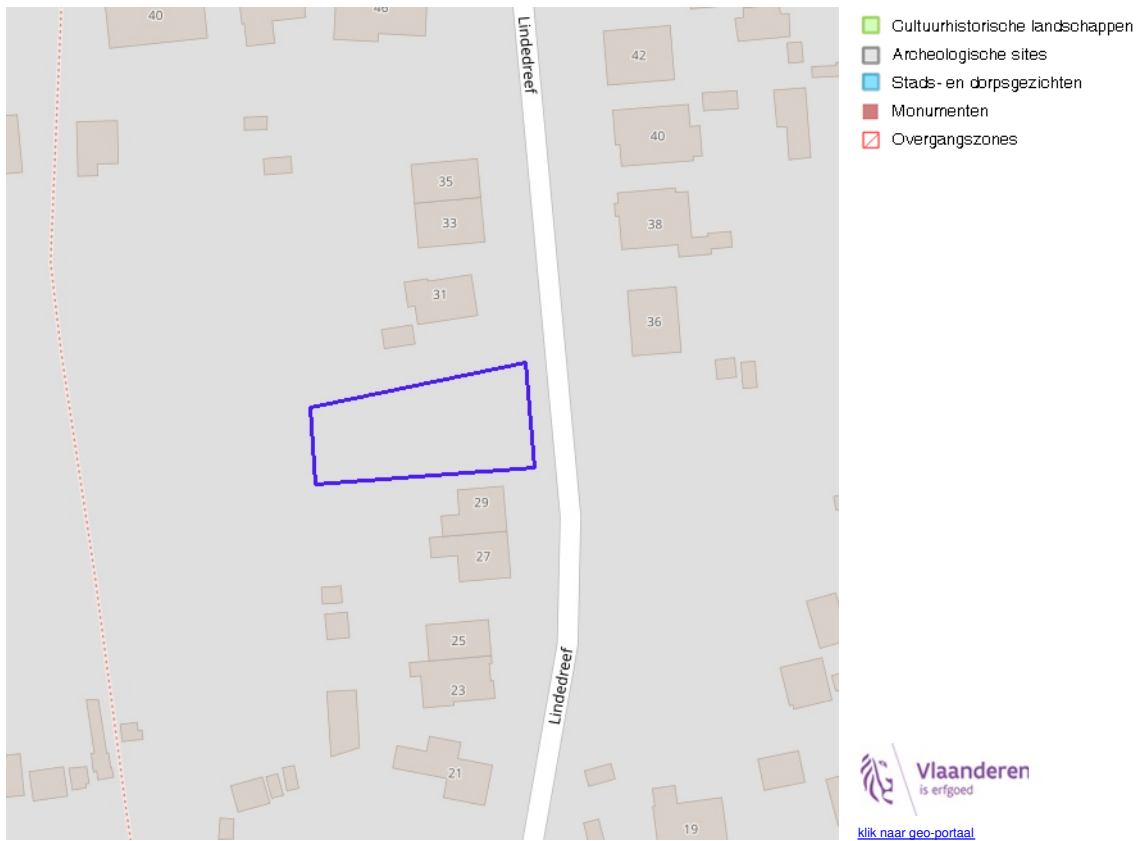 40
46
Lindedreef
42
40
35
33
38
31
36
29
27
25
23
Lindedreef
21
19
Cultuurhistorische landschappen
Archeologische sites
Stads- en dorpsgezichten
Monumenten
Overgangszones
Vlaanderen
is erfgoed
klik naar geo-portaal